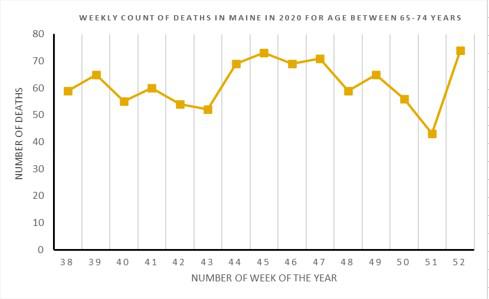 WEEKLY COUNT OF DEATHS IN MAINE IN 2020 FOR AGE BETWEEN 65-74 YEARS
80
70
60
50
40
30
20
10
0
NUMBER OF DEATHS
38 39 40 41 42 43 44 45 46 47 48 49 50 51 52
NUMBER OF WEEK OF THE YEAR